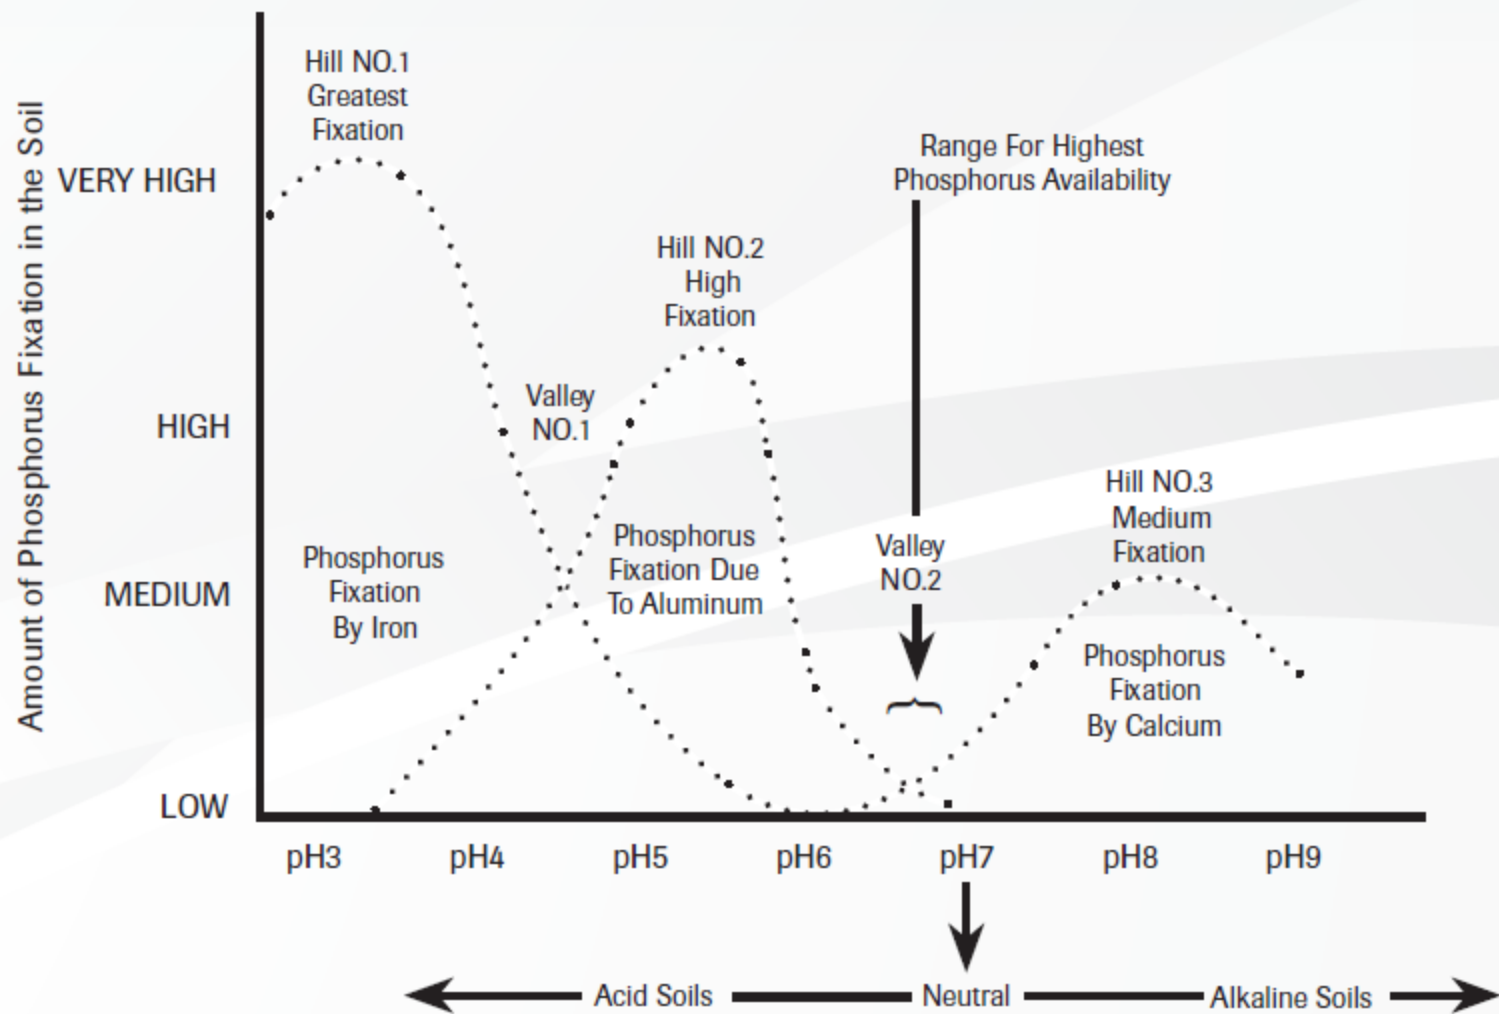 Amount of Phosphorus Fixation in the Soil
VERY HIGH
HIGH
MEDIUM
LOW
Hill NO.1
Greatest
Fixation
Phosphorus
Fixation
By Iron
Valley
NO.1
Hill NO.2
High
Fixation
Phosphorus
Fixation Due
To Aluminum
Range For Highest
Phosphorus Availability
Valley
NO.2
Hill NO.3
Medium
Fixation
Phosphorus
Fixation
By Calcium
pH3 pH4 pH5 pH6 pH7 pH8 pH9
Acid Soils Neutral Alkaline Soils